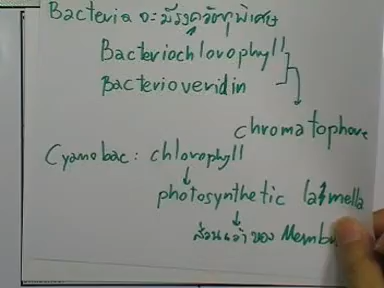 Bacteria จะมีรงควัตถุพิเศษ
Bacteriochlorophyll
Bacterioveridin
chromatophore
Cyanobac: chlorophyll
photosynthetic lamella
ส่วนเว้า ของ